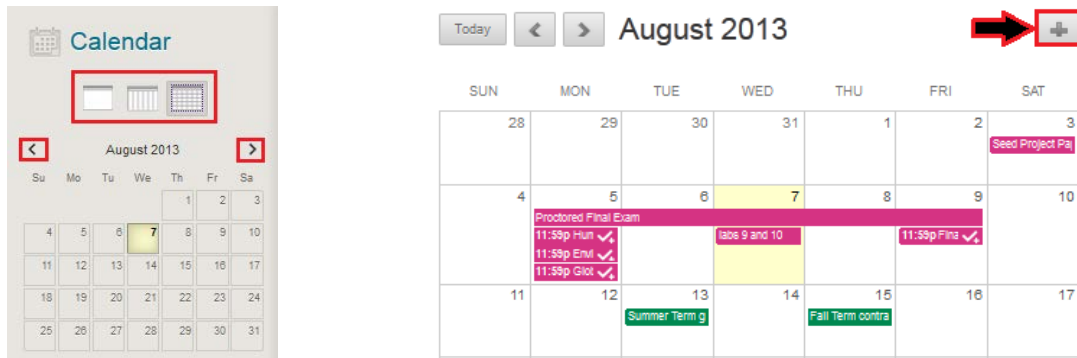 Calendar
August 2013
Su Mo Tu We Th Fr Sa
1 2 3
4 5 6 7 8 9 10
11 12 13 14 15 16 17
18 19 20 21 22 23 24
25 26 27 28 29 30 31
Today August 2013
SUN MON TUE WED THU FRI SAT
28 29 30 31 1 2 3
Seed Project Pa
4 5 6 7 8 9 10
Proctored Final Exam
11:59p Hun labs 9 and 10 11:59p Fina
11:59p Envi
11:59p Glob
11 12 13 14 15 16 17
Summer Term g Fall Term contra